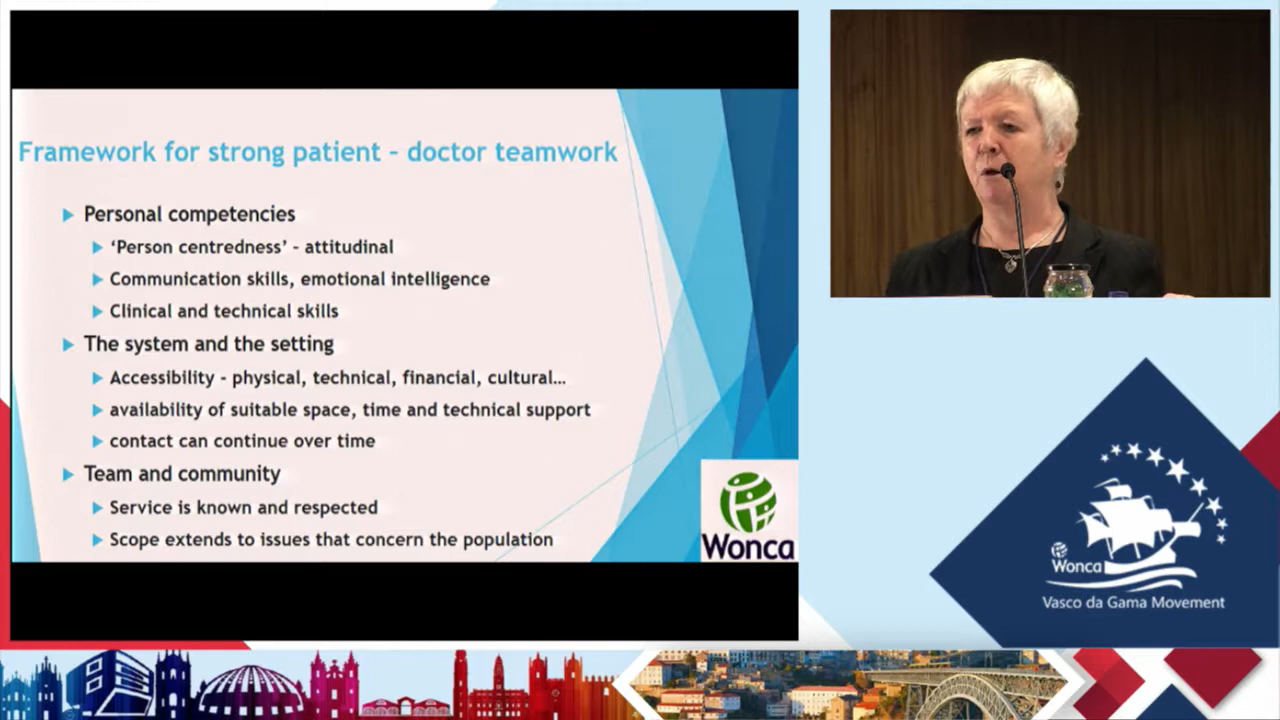 Framework for strong patient - doctor teamwork
Personal competencies
‘Person centredness’ - attitudinal
Communication skills, emotional intelligence
Clinical and technical skills
The system and the setting
Accessibility - physical, technical, financial, cultural…
availability of suitable space, time and technical support
contact can continue over time
Team and community
Service is known and respected
Scope extends to issues that concern the population
Wonca
Wonca
Vasco da Gama Movement